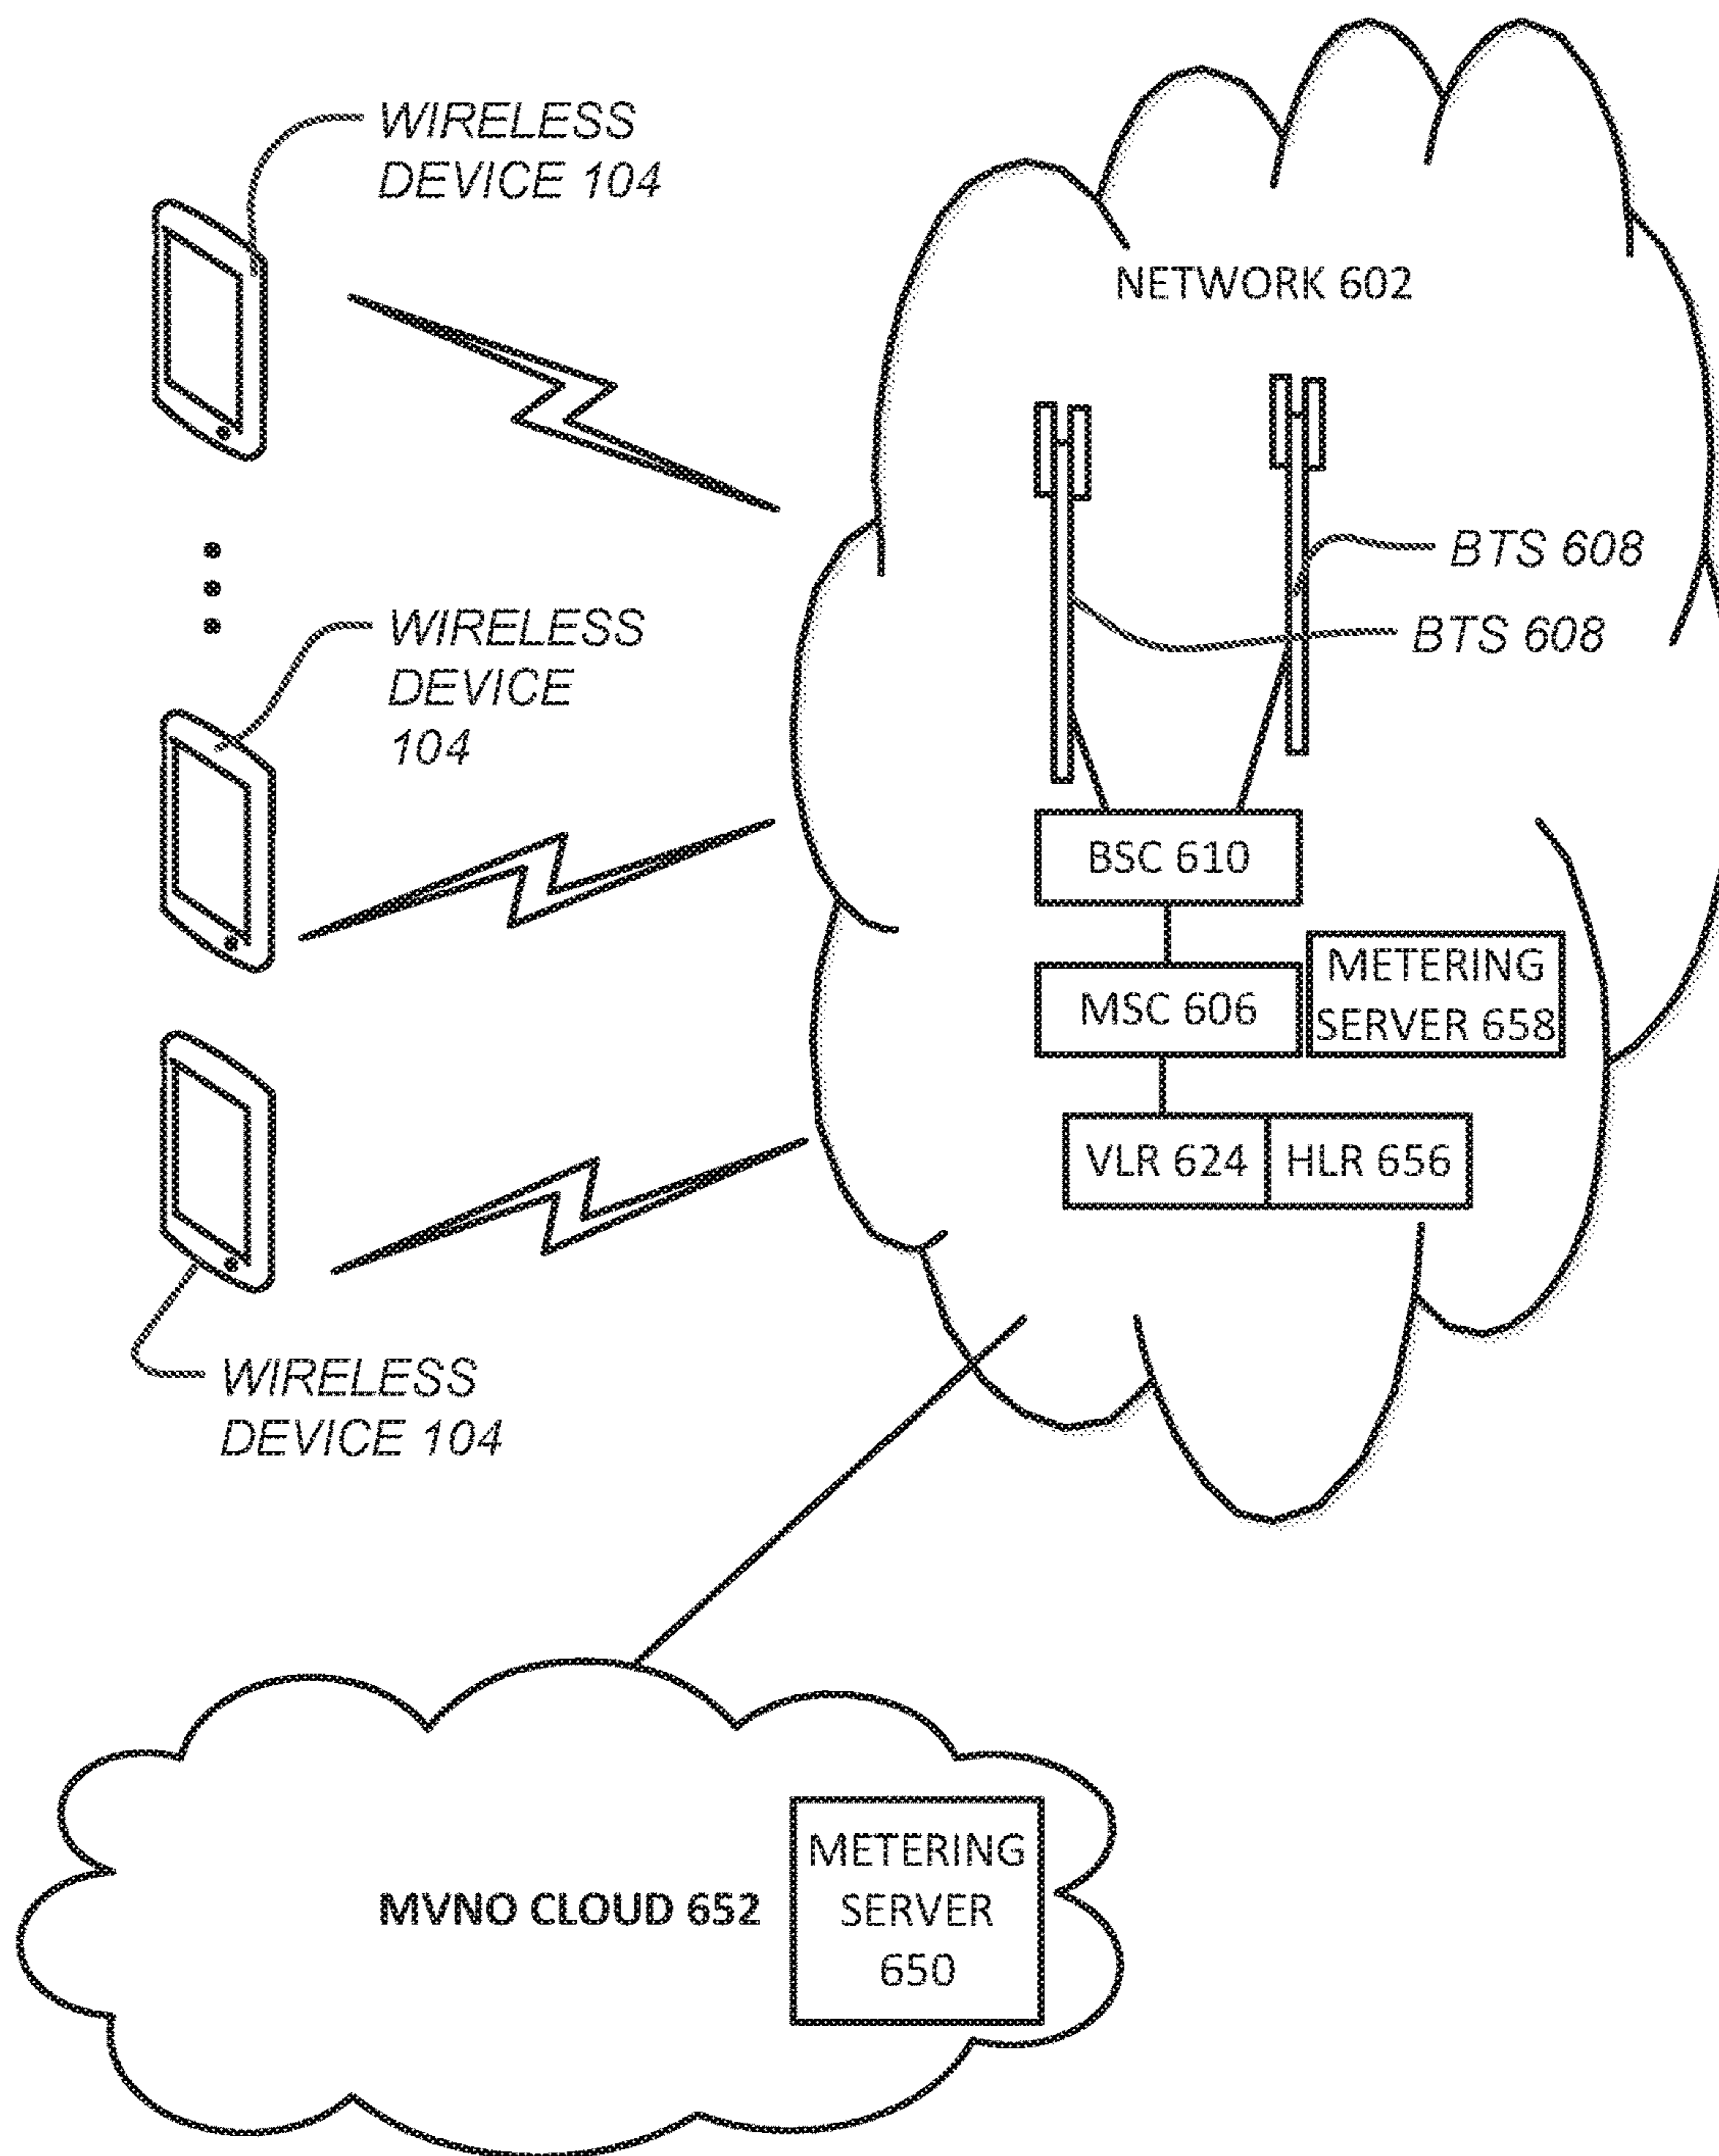 WIRELESS
DEVICE 104
NETWORK 602
BTS 608
BTS 608
WIRELESS
DEVICE
104
BSC 610
METERING
SERVER 658
MSC 606
VLR 624
HLR 656
WIRELESS
DEVICE 104
MVNO CLOUD 652
METERING
SERVER
650